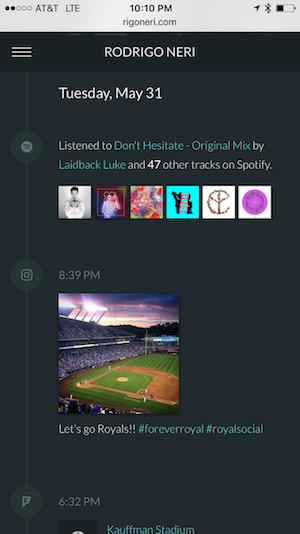 AT&T LTE 10:10 PM
rigoneri.com
RODRIGO NERI
Tuesday, May 31
Listened to Don't Hesitate - Original Mix by
Laidback Luke and 47 other tracks on Spotify.
8:39 PM
Let's go Royals!! #foreverroyal #royalsocial
6:32 PM
Kauffman Stadium